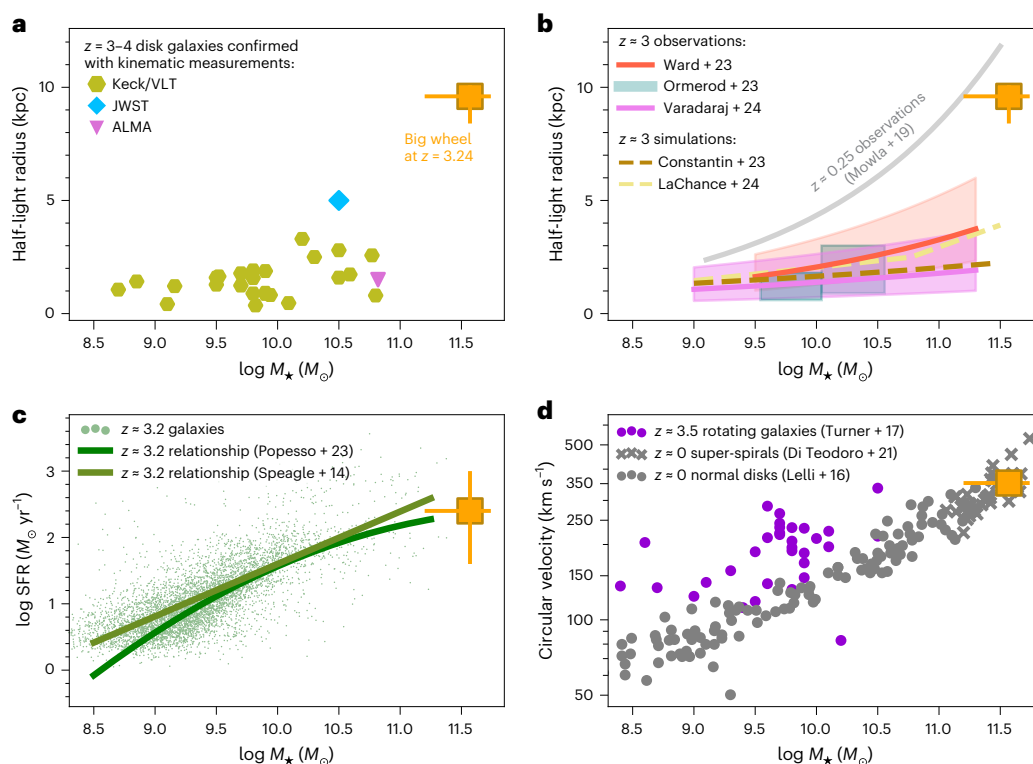 a
z = 3–4 disk galaxies confirmed
with kinematic measurements:
Keck/VLT
JWST
ALMA
Big wheel
at z = 3.24
Half-light radius (kpc)
10
5
0
8.5 9.0 9.5 10.0 10.5 11.0 11.5
log M★ (M⊙)
b
z ≈ 3 observations:
Ward + 23
Ormerod + 23
Varadaraj + 24
z ≈ 3 simulations:
Constantin + 23
LaChance + 24
z ≈ 0.25 observations
(Mowla + 19)
Half-light radius (kpc)
10
5
0
8.5 9.0 9.5 10.0 10.5 11.0 11.5
log M★ (M⊙)
c
z ≈ 3.2 galaxies
z ≈ 3.2 relationship (Popesso + 23)
z ≈ 3.2 relationship (Speagle + 14)
log SFR (M⊙ yr⁻¹)
3
2
1
0
8.5 9.0 9.5 10.0 10.5 11.0 11.5
log M★ (M⊙)
d
z ≈ 3.5 rotating galaxies (Turner + 17)
z ≈ 0 super-spirals (Di Teodoro + 21)
z ≈ 0 normal disks (Lelli + 16)
Circular velocity (km s⁻¹)
500
350
250
150
100
50
8.5 9.0 9.5 10.0 10.5 11.0 11.5
log M★ (M⊙)